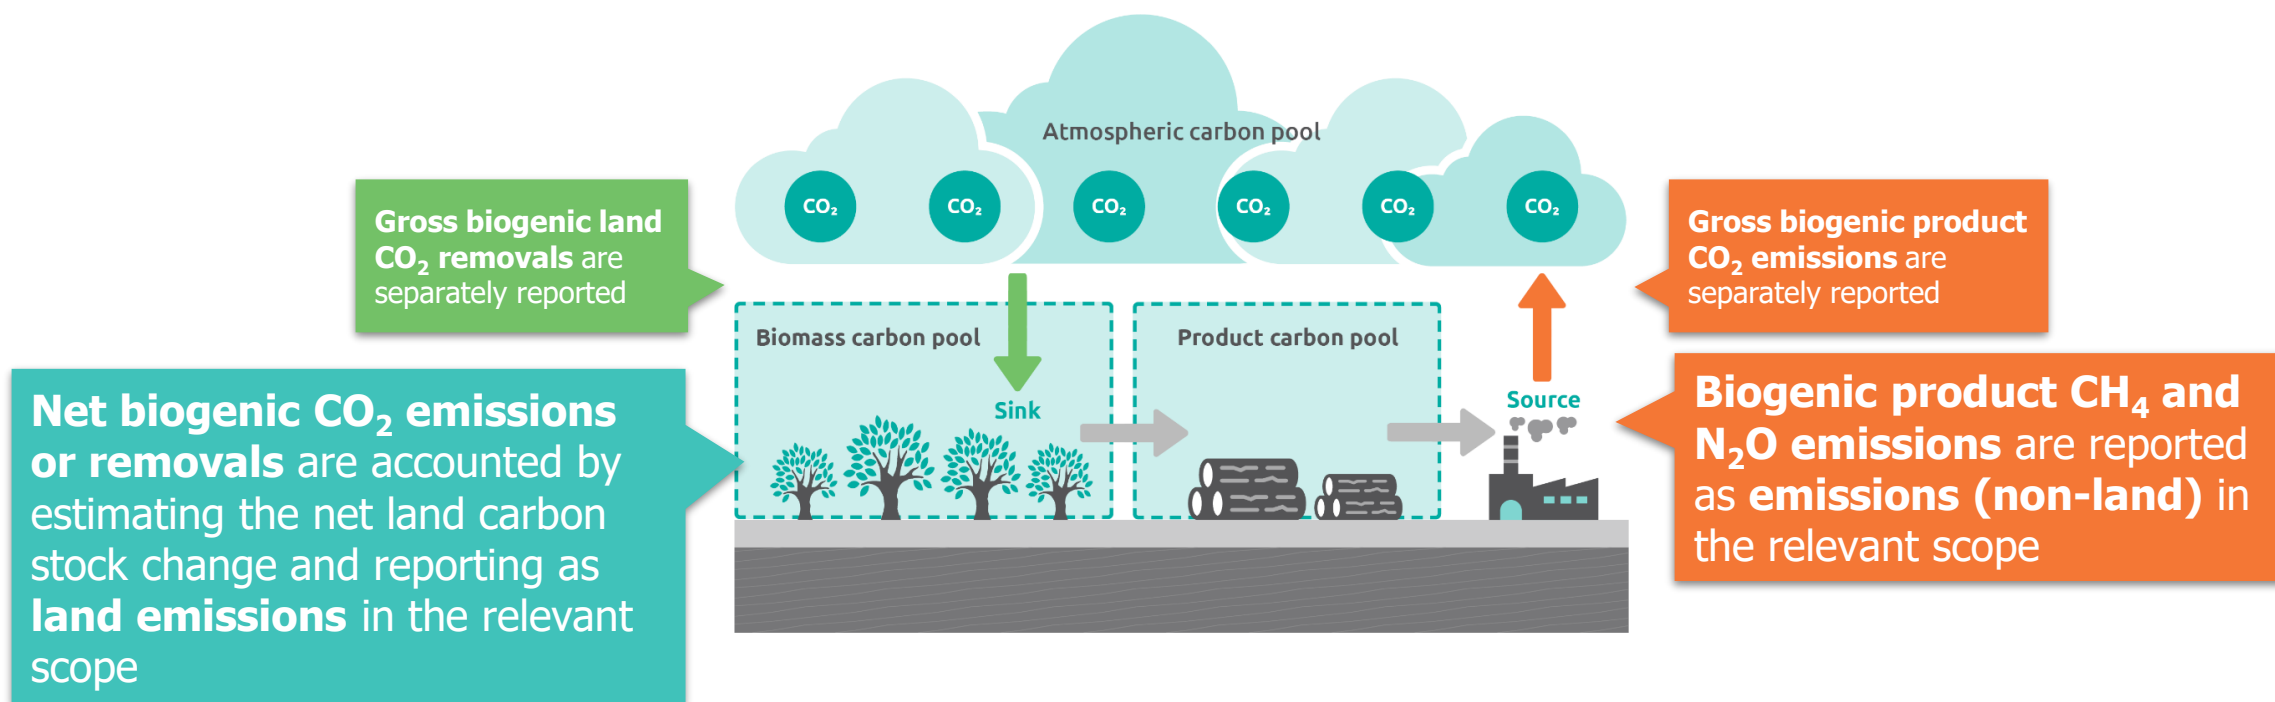 Atmospheric carbon pool
CO₂ CO₂ CO₂ CO₂ CO₂ CO₂
Gross biogenic land
CO₂ removals are
separately reported
Gross biogenic product
CO₂ emissions are
separately reported
Biomass carbon pool
Sink
Product carbon pool
Source
Net biogenic CO₂ emissions
or removals are accounted by
estimating the net land carbon
stock change and reporting as
land emissions in the relevant
scope
Biogenic product CH₄ and
N₂O emissions are reported
as emissions (non-land) in
the relevant scope